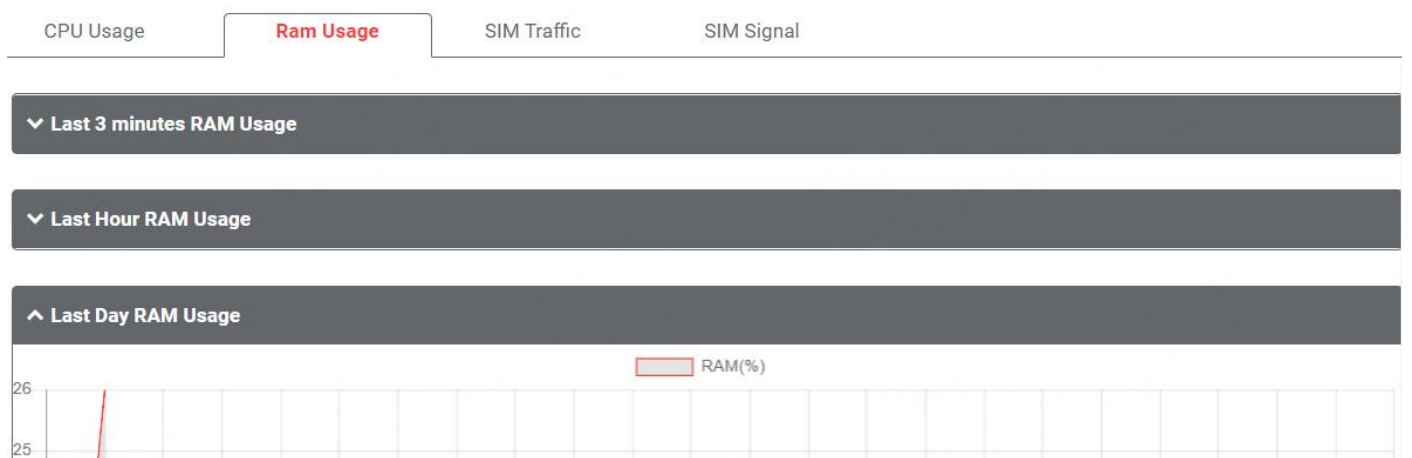 CPU Usage Ram Usage SIM Traffic SIM Signal
Last 3 minutes RAM Usage
Last Hour RAM Usage
Last Day RAM Usage
RAM(%)
26
25